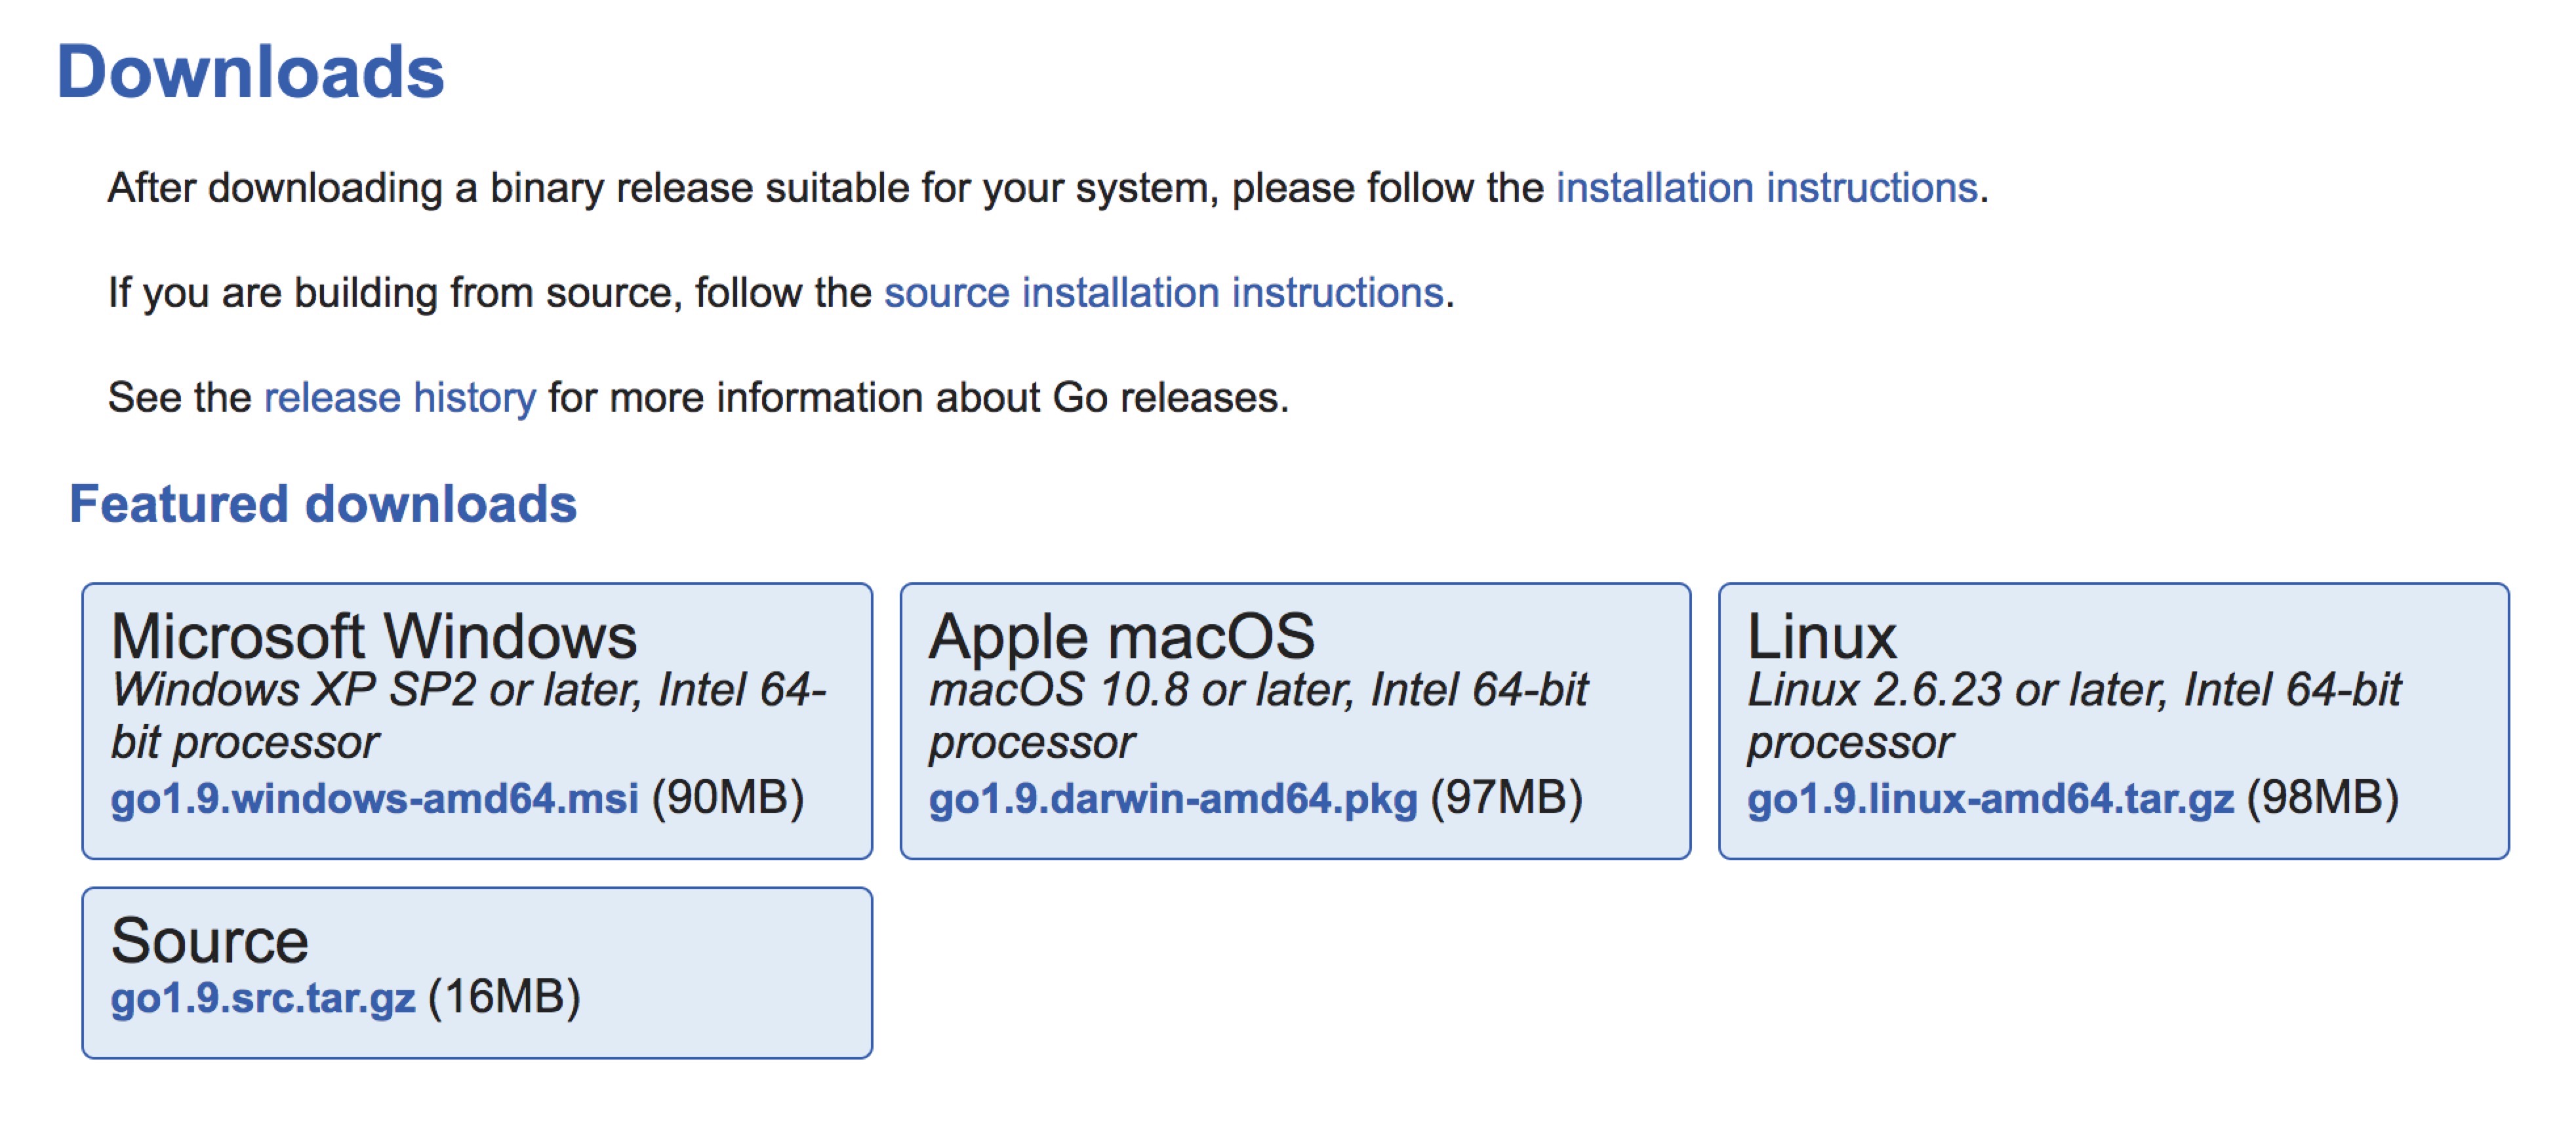 Downloads
After downloading a binary release suitable for your system, please follow the installation instructions.
If you are building from source, follow the source installation instructions.
See the release history for more information about Go releases.
Featured downloads
Microsoft Windows
Windows XP SP2 or later, Intel 64-
bit processor
go1.9.windows-amd64.msi (90MB)
Apple macOS
macOS 10.8 or later, Intel 64-bit
processor
go1.9.darwin-amd64.pkg (97MB)
Linux
Linux 2.6.23 or later, Intel 64-bit
processor
go1.9.linux-amd64.tar.gz (98MB)
Source
go1.9.src.tar.gz (16MB)